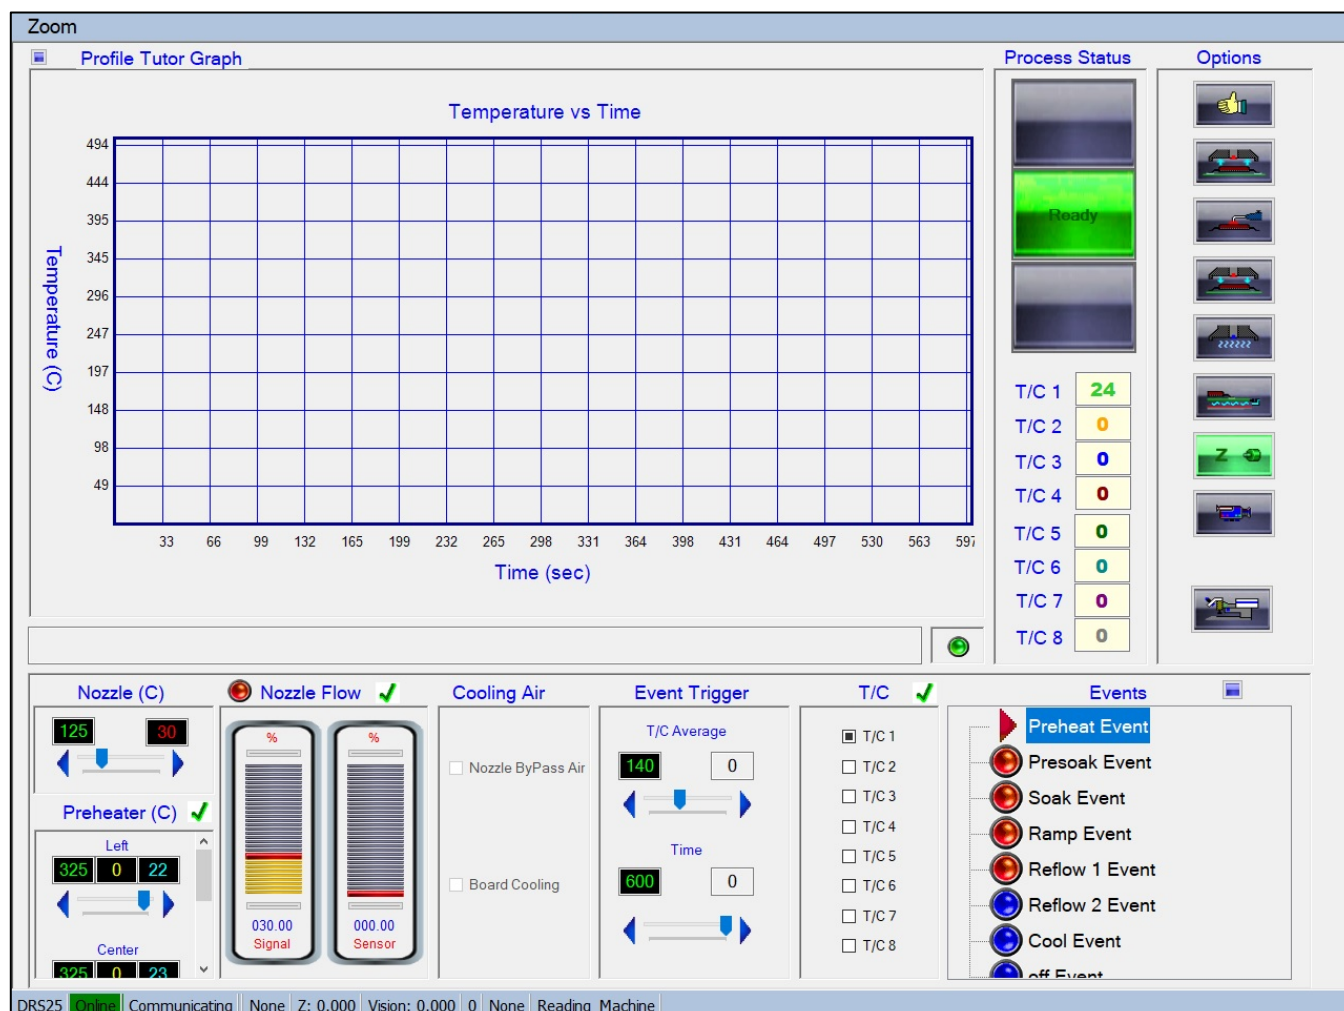 Zoom
Profile Tutor Graph
Temperature vs Time
494
444
395
345
296
247
197
148
98
49
Temperature (C)
33 66 99 132 165 199 232 265 298 331 364 398 431 464 497 530 563 597
Time (sec)
Process Status
Ready
T/C 1 24
T/C 2 0
T/C 3 0
T/C 4 0
T/C 5 0
T/C 6 0
T/C 7 0
T/C 8 0
Options
Z
Nozzle (C)
125 30
Preheater (C)
Left
325 0 22
Center
325 0 23
Nozzle Flow
% %
030.00 000.00
Signal Sensor
Cooling Air
Nozzle ByPass Air
Board Cooling
Event Trigger
T/C Average
140 0
Time
600 0
T/C
T/C 1
T/C 2
T/C 3
T/C 4
T/C 5
T/C 6
T/C 7
T/C 8
Events
Preheat Event
Presoak Event
Soak Event
Ramp Event
Reflow 1 Event
Reflow 2 Event
Cool Event
off Event
DRS25 Online Communicating None Z: 0.000 Vision: 0.000 0 None Reading Machine